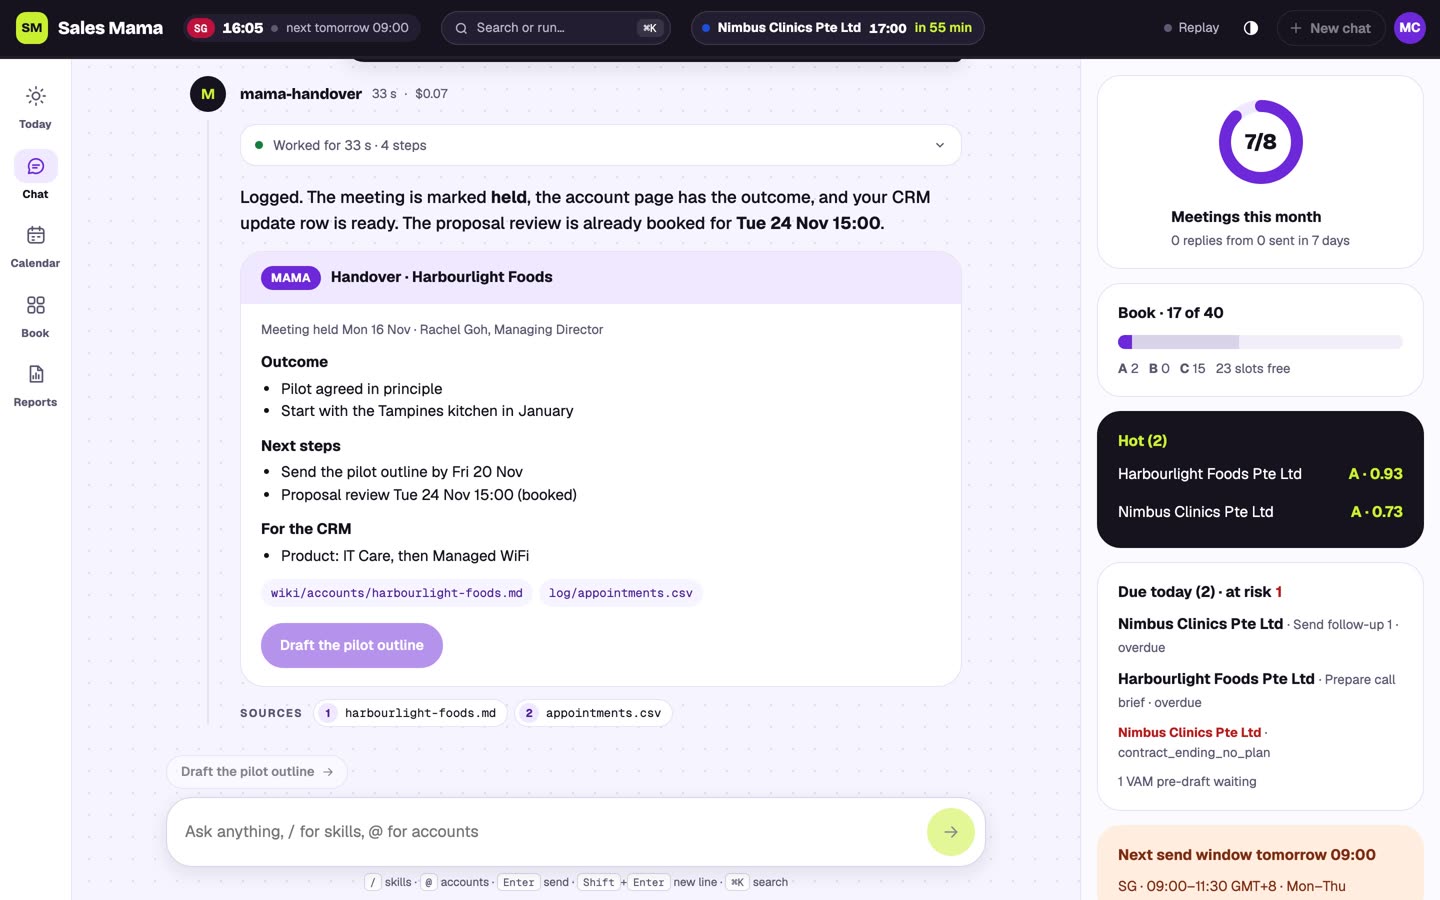 SM Sales Mama
SG 16:05 next tomorrow 09:00
Search or run... ⌘K
Nimbus Clinics Pte Ltd 17:00 in 55 min
Replay
+ New chat
MC
Today
Chat
Calendar
Book
Reports
M mama-handover 33 s · $0.07
Worked for 33 s · 4 steps
Logged. The meeting is marked held, the account page has the outcome, and your CRM
update row is ready. The proposal review is already booked for Tue 24 Nov 15:00.
MAMA Handover · Harbourlight Foods
Meeting held Mon 16 Nov · Rachel Goh, Managing Director
Outcome
• Pilot agreed in principle
• Start with the Tampines kitchen in January
Next steps
• Send the pilot outline by Fri 20 Nov
• Proposal review Tue 24 Nov 15:00 (booked)
For the CRM
• Product: IT Care, then Managed WiFi
wiki/accounts/harbourlight-foods.md log/appointments.csv
Draft the pilot outline
SOURCES 1 harbourlight-foods.md 2 appointments.csv
Draft the pilot outline →
Ask anything, / for skills, @ for accounts
/ skills · @ accounts · Enter send · Shift + Enter new line · ⌘K search
7/8
Meetings this month
0 replies from 0 sent in 7 days
Book · 17 of 40
A 2 B 0 C 15 23 slots free
Hot (2)
Harbourlight Foods Pte Ltd A · 0.93
Nimbus Clinics Pte Ltd A · 0.73
Due today (2) · at risk 1
Nimbus Clinics Pte Ltd · Send follow-up 1 ·
overdue
Harbourlight Foods Pte Ltd · Prepare call
brief · overdue
Nimbus Clinics Pte Ltd ·
contract_ending_no_plan
1 VAM pre-draft waiting
Next send window tomorrow 09:00
SG · 09:00–11:30 GMT+8 · Mon–Thu